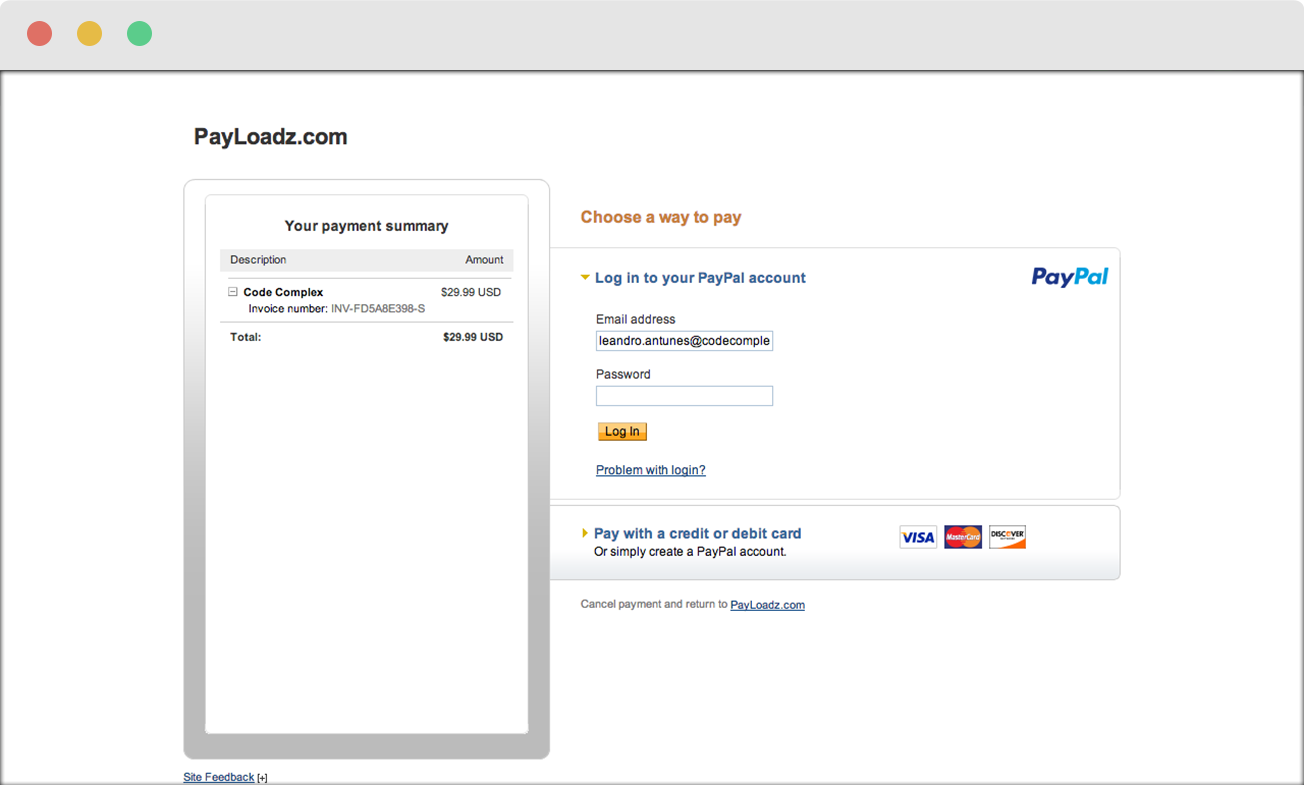 PayLoadz.com
Your payment summary
Description Amount
Code Complex $29.99 USD
Invoice number: INV-FD5A8E398-S
Total: $29.99 USD
Choose a way to pay
Log in to your PayPal account
PayPal
Email address
leandro.antunes@codecomple
Password
Log In
Problem with login?
Pay with a credit or debit card
Or simply create a PayPal account.
VISA MasterCard DISCOVER
Cancel payment and return to PayLoadz.com
Site Feedback [+]